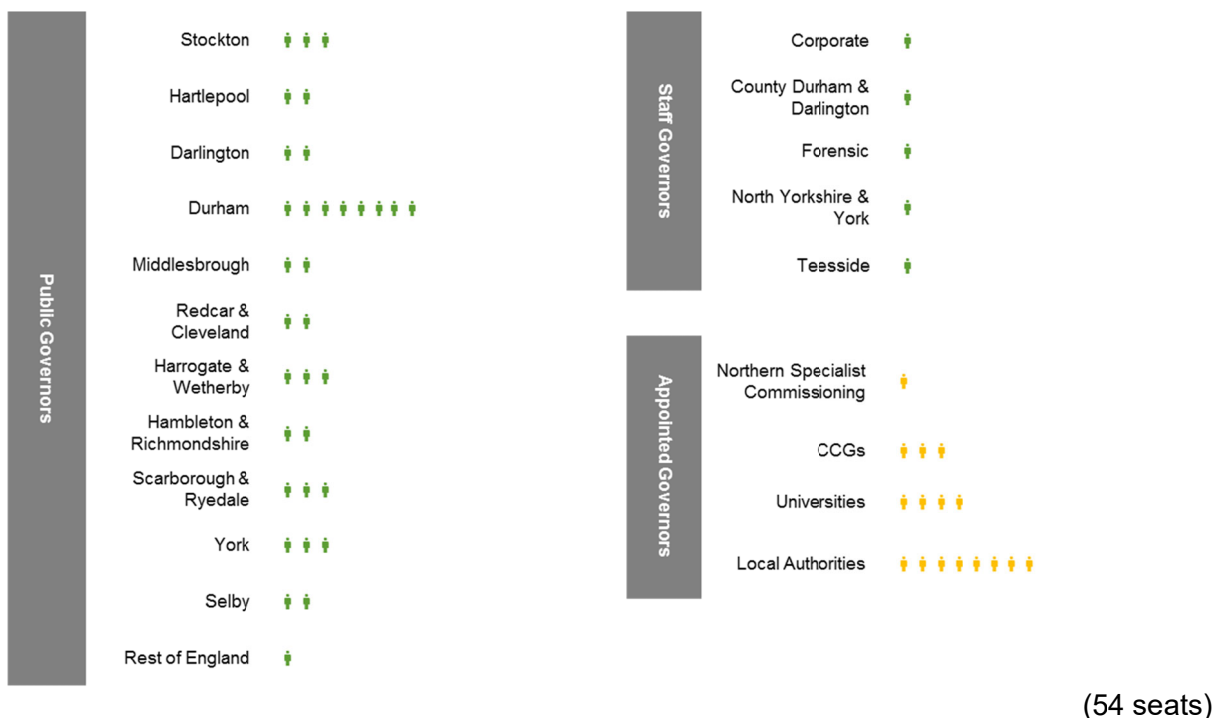 Public Governors
Stockton
Hartlepool
Darlington
Durham
Middlesbrough
Redcar &
Cleveland
Harrogate &
Wetherby
Hambleton &
Richmondshire
Scarborough &
Ryedale
York
Selby
Rest of England
Staff Governors
Corporate
County Durham &
Darlington
Forensic
North Yorkshire &
York
Teesside
Appointed Governors
Northern Specialist
Commissioning
CCGs
Universities
Local Authorities
(54 seats)